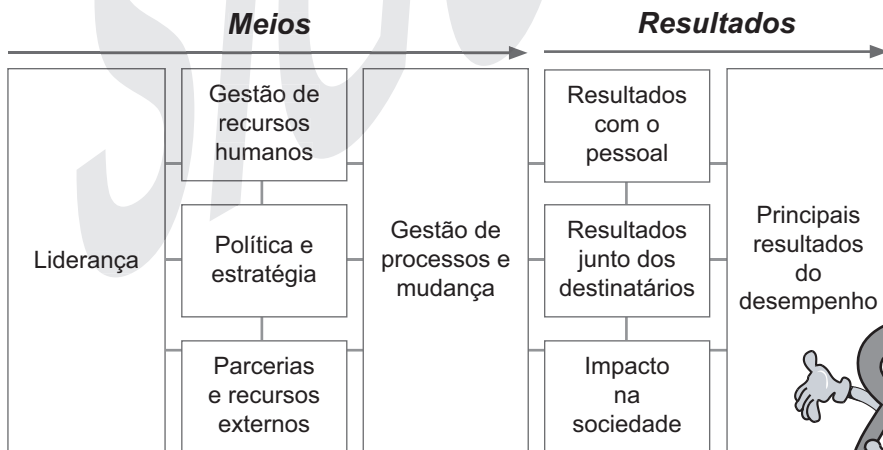 Meios
Resultados
Liderança
Gestão de
recursos
humanos
Política e
estratégia
Parcerias
e recursos
externos
Gestão de
processos e
mudança
Resultados
com o
pessoal
Resultados
junto dos
destinatários
Impacto
na
sociedade
Principais
resultados
do
desempenho